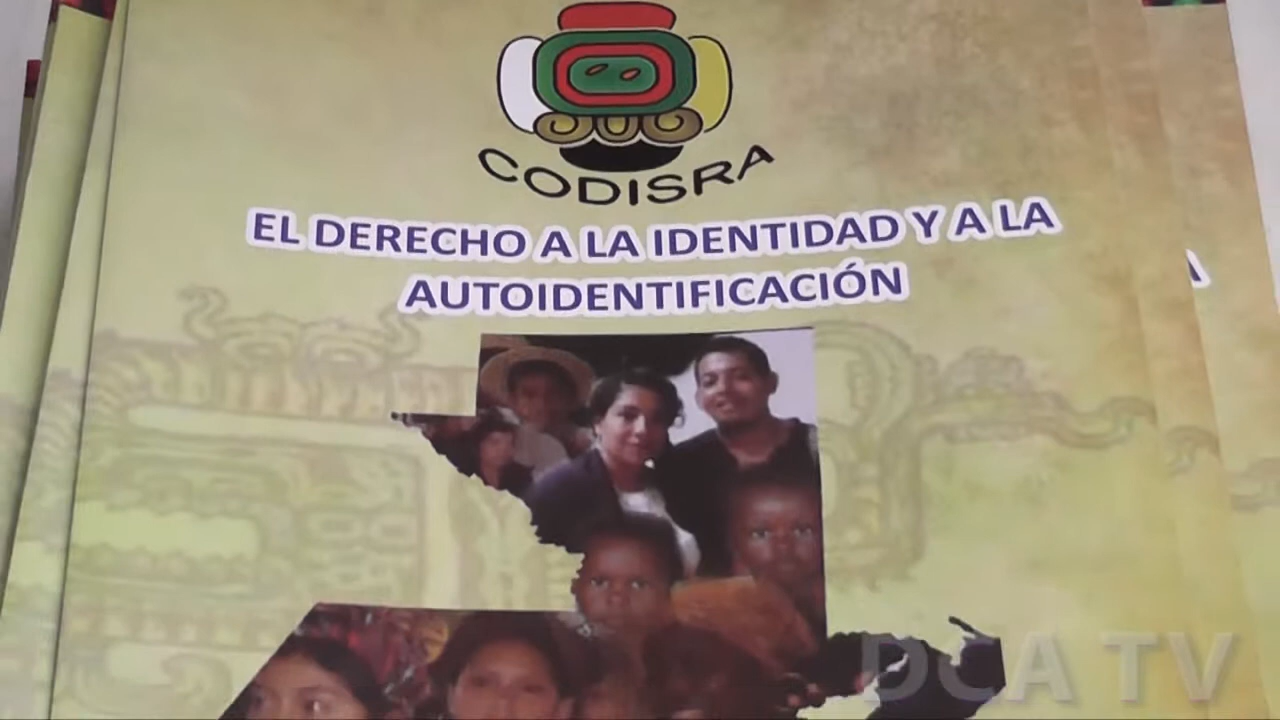 CODISRA
EL DERECHO A LA IDENTIDAD Y A LA
AUTOIDENTIFICACIÓN
DCA TV